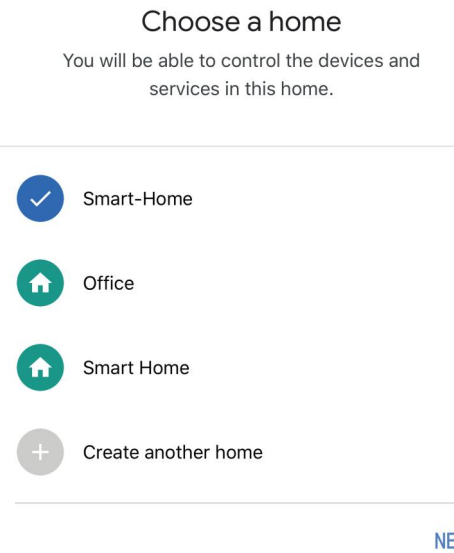 Choose a home
You will be able to control the devices and
services in this home.
Smart-Home
Office
Smart Home
Create another home